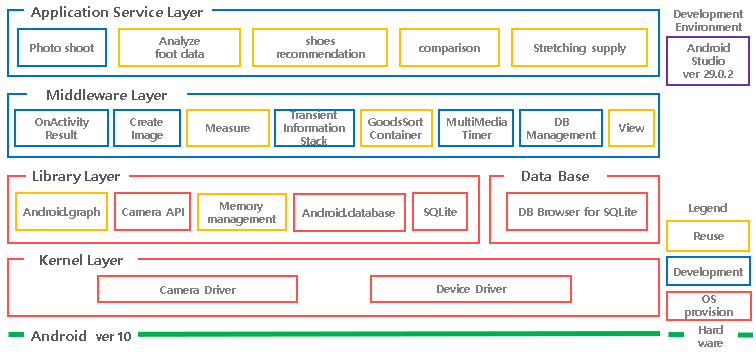 Application Service Layer
Photo shoot
Analyze
foot data
shoes
recommendation
comparison
Stretching supply
Development
Environment
Android
Studio
ver 29.0.2
Middleware Layer
OnActivity
Result
Create
Image
Measure
Transient
Information
Stack
GoodsSort
Container
MultiMedia
Timer
DB
Management
View
Library Layer
Android.graph
Camera API
Memory
management
Android.database
SQLite
Data Base
DB Browser for SQLite
Legend
Reuse
Development
OS
provision
Kernel Layer
Camera Driver
Device Driver
Android ver 10
Hard
ware